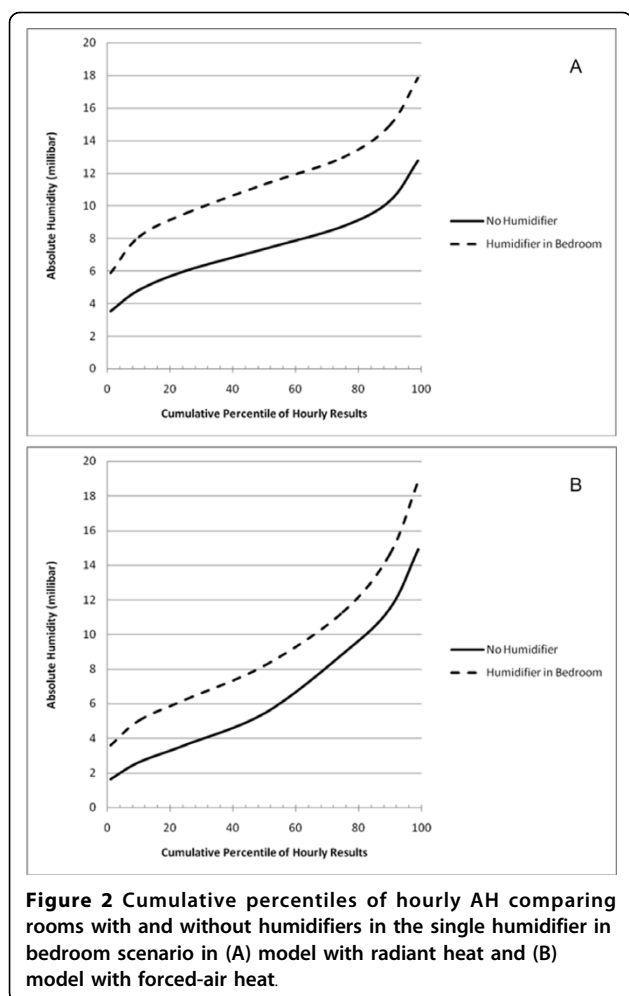 A
20
18
16
14
12
10
8
6
4
2
0
Absolute Humidity (millibar)
0 20 40 60 80 100
Cumulative Percentile of Hourly Results
No Humidifier
Humidifier in Bedroom
B
20
18
16
14
12
10
8
6
4
2
0
Absolute Humidity (millibar)
0 20 40 60 80 100
Cumulative Percentile of Hourly Results
No Humidifier
Humidifier in Bedroom
Figure 2 Cumulative percentiles of hourly AH comparing
rooms with and without humidifiers in the single humidifier in
bedroom scenario in (A) model with radiant heat and (B)
model with forced-air heat.